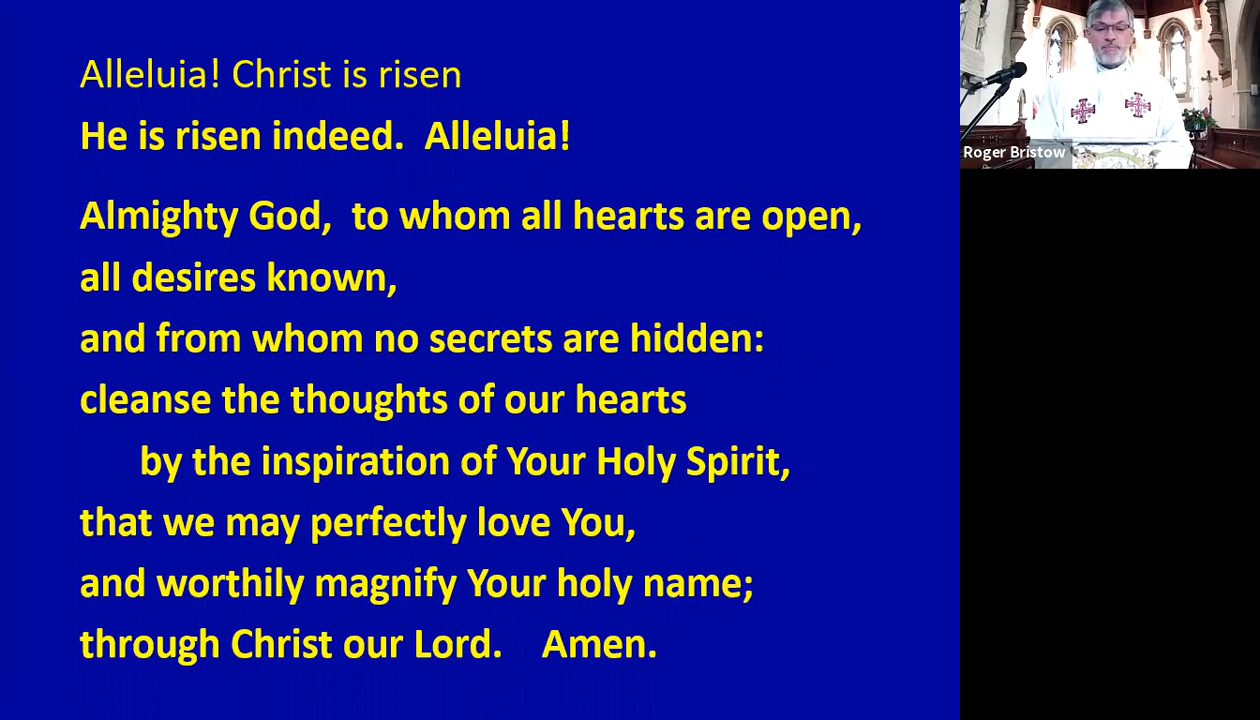 Alleluia! Christ is risen
He is risen indeed. Alleluia!
Almighty God, to whom all hearts are open,
all desires known,
and from whom no secrets are hidden:
cleanse the thoughts of our hearts
by the inspiration of Your Holy Spirit,
that we may perfectly love You,
and worthily magnify Your holy name;
through Christ our Lord. Amen.
Roger Bristow